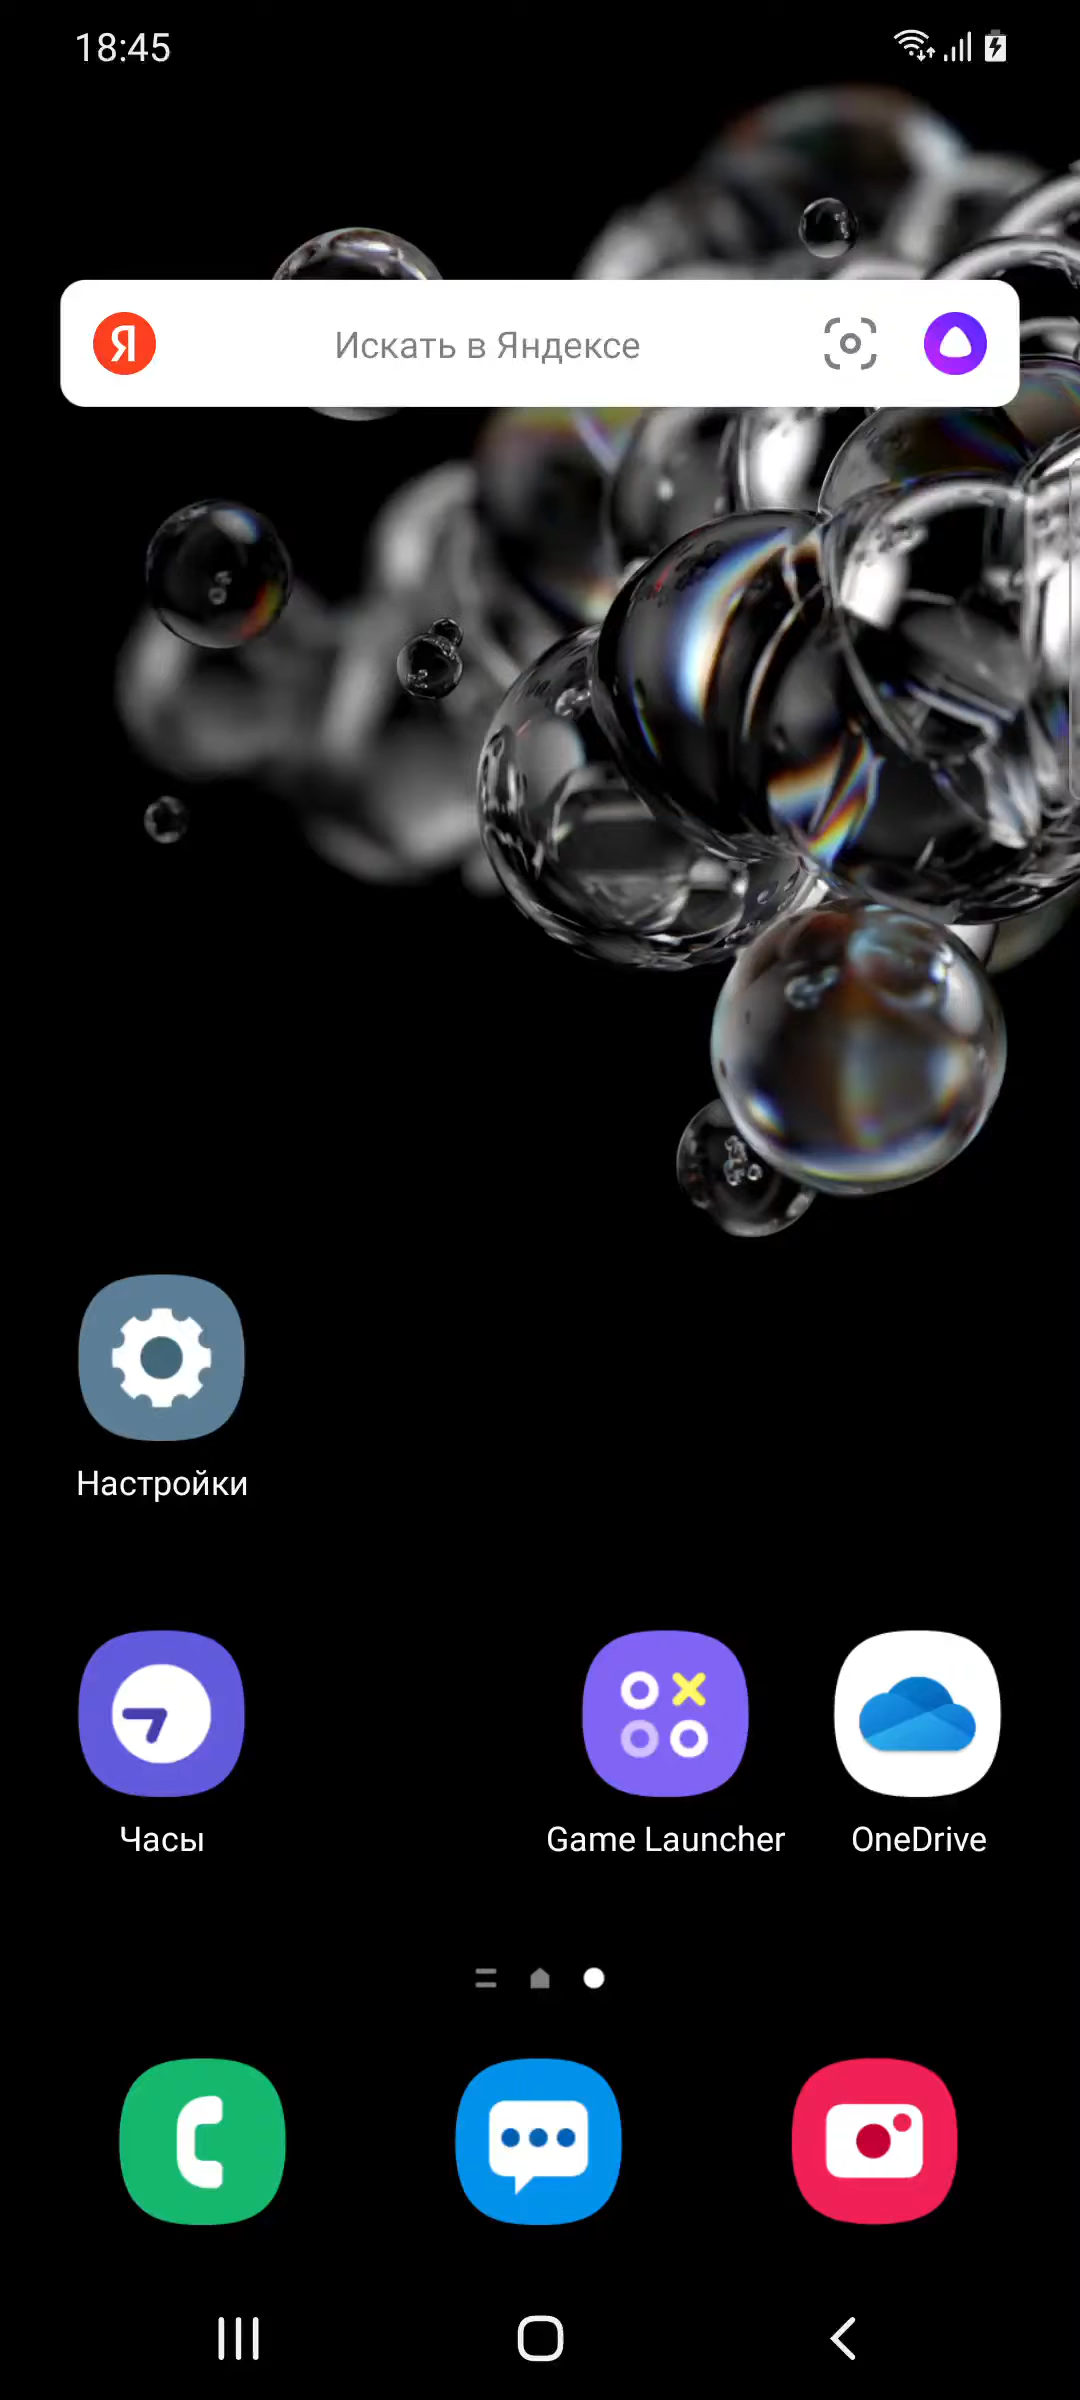 18:45
Я
Искать в Яндексе
Настройки
Часы
Game Launcher
OneDrive